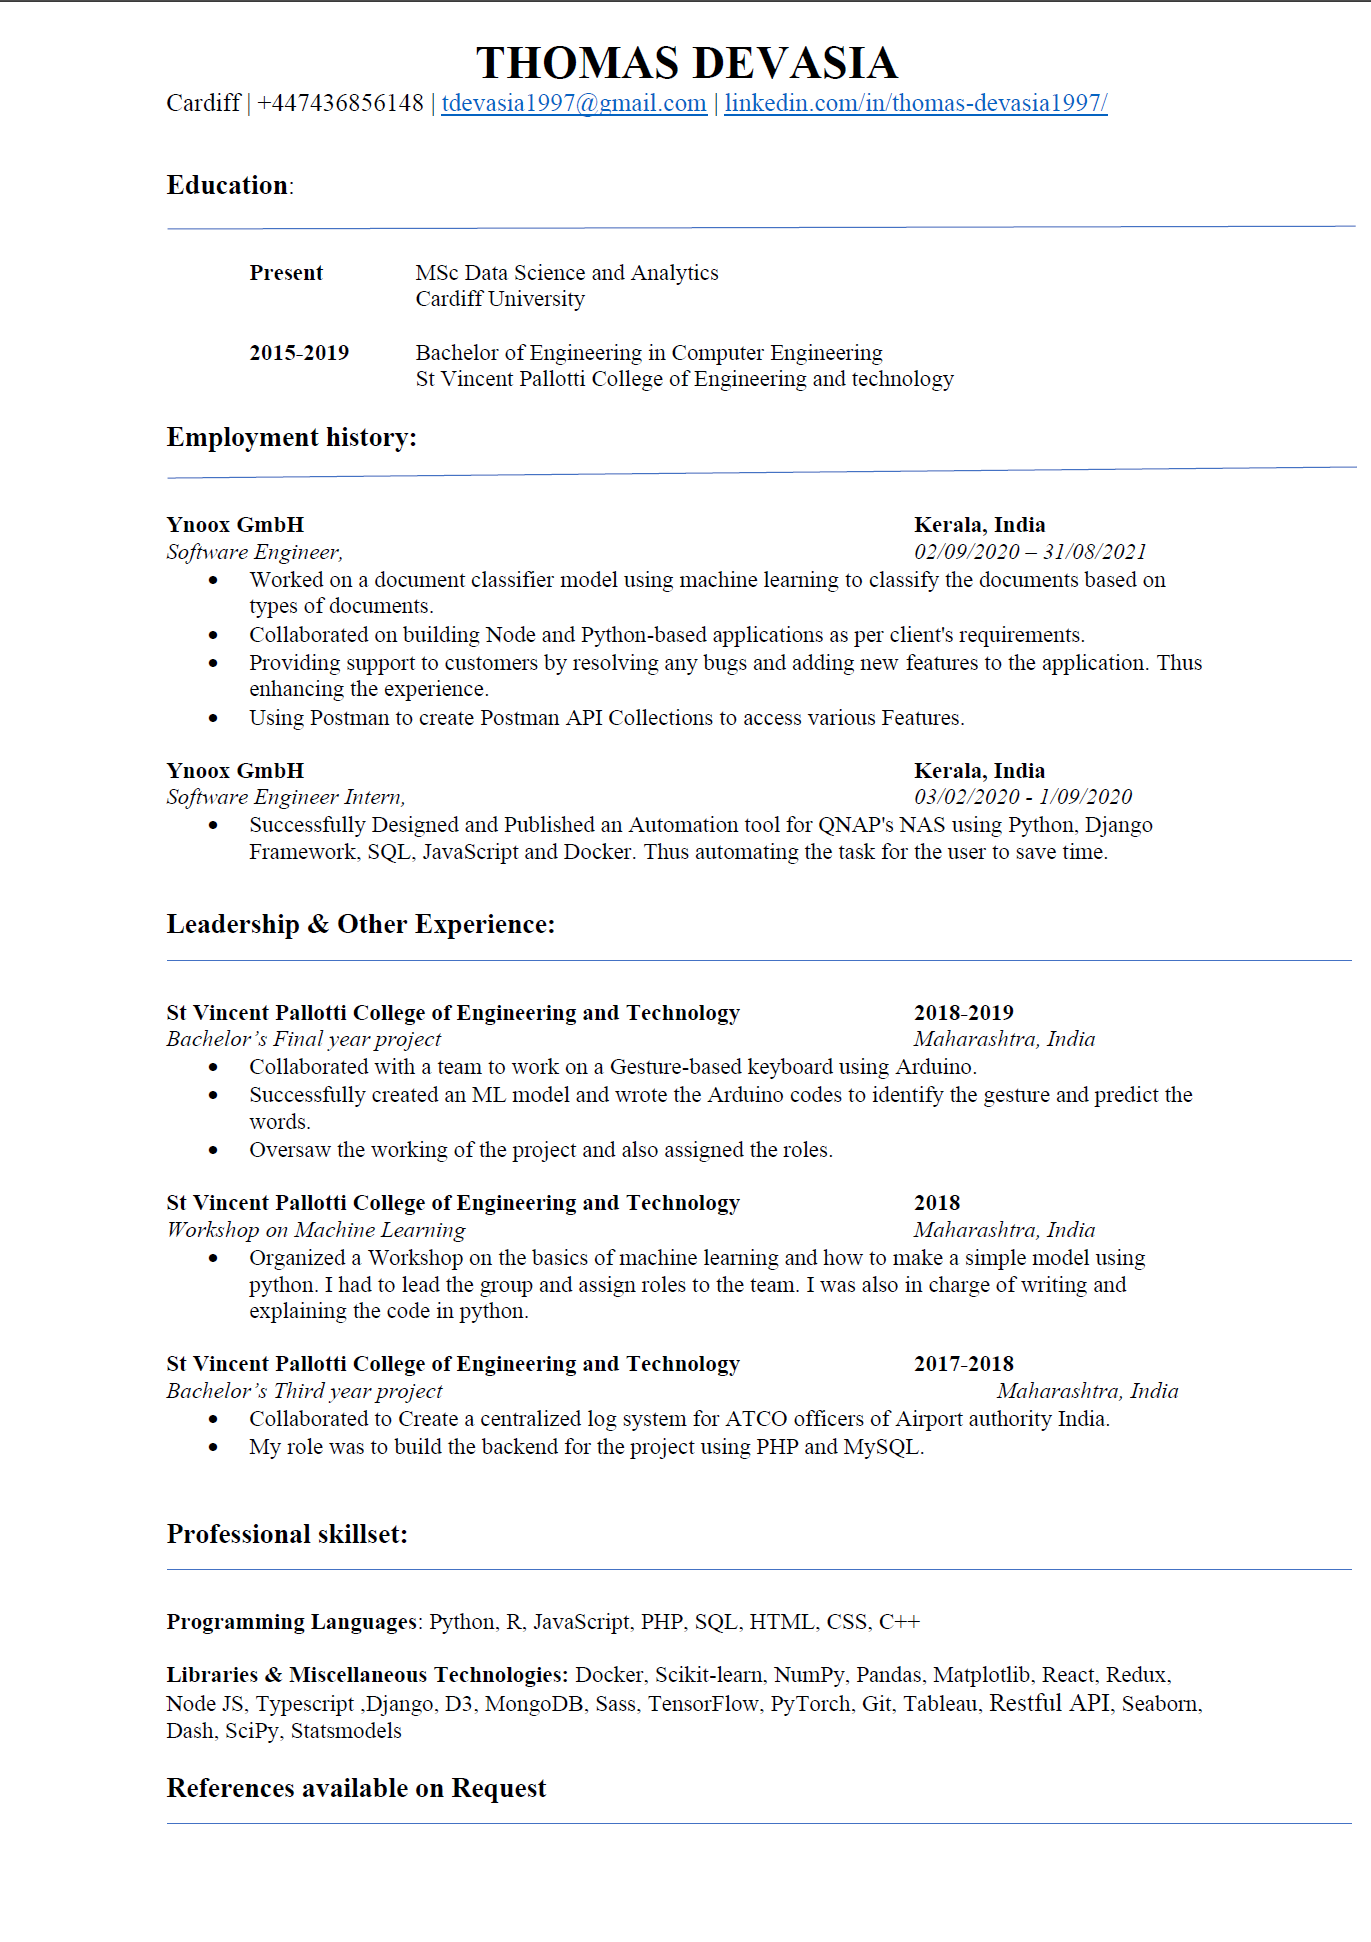 THOMAS DEVASIA
Cardiff | +447436856148 | tdevasia1997@gmail.com | linkedin.com/in/thomas-devasia1997/
Education:
Present MSc Data Science and Analytics
Cardiff University
2015-2019 Bachelor of Engineering in Computer Engineering
St Vincent Pallotti College of Engineering and technology
Employment history:
Ynoox GmbH Kerala, India
Software Engineer, 02/09/2020 – 31/08/2021
• Worked on a document classifier model using machine learning to classify the documents based on
types of documents.
• Collaborated on building Node and Python-based applications as per client's requirements.
• Providing support to customers by resolving any bugs and adding new features to the application. Thus
enhancing the experience.
• Using Postman to create Postman API Collections to access various Features.
Ynoox GmbH Kerala, India
Software Engineer Intern, 03/02/2020 - 1/09/2020
• Successfully Designed and Published an Automation tool for QNAP's NAS using Python, Django
Framework, SQL, JavaScript and Docker. Thus automating the task for the user to save time.
Leadership & Other Experience:
St Vincent Pallotti College of Engineering and Technology 2018-2019
Bachelor’s Final year project Maharashtra, India
• Collaborated with a team to work on a Gesture-based keyboard using Arduino.
• Successfully created an ML model and wrote the Arduino codes to identify the gesture and predict the
words.
• Oversaw the working of the project and also assigned the roles.
St Vincent Pallotti College of Engineering and Technology 2018
Workshop on Machine Learning Maharashtra, India
• Organized a Workshop on the basics of machine learning and how to make a simple model using
python. I had to lead the group and assign roles to the team. I was also in charge of writing and
explaining the code in python.
St Vincent Pallotti College of Engineering and Technology 2017-2018
Bachelor’s Third year project Maharashtra, India
• Collaborated to Create a centralized log system for ATCO officers of Airport authority India.
• My role was to build the backend for the project using PHP and MySQL.
Professional skillset:
Programming Languages: Python, R, JavaScript, PHP, SQL, HTML, CSS, C++
Libraries & Miscellaneous Technologies: Docker, Scikit-learn, NumPy, Pandas, Matplotlib, React, Redux,
Node JS, Typescript ,Django, D3, MongoDB, Sass, TensorFlow, PyTorch, Git, Tableau, Restful API, Seaborn,
Dash, SciPy, Statsmodels
References available on Request